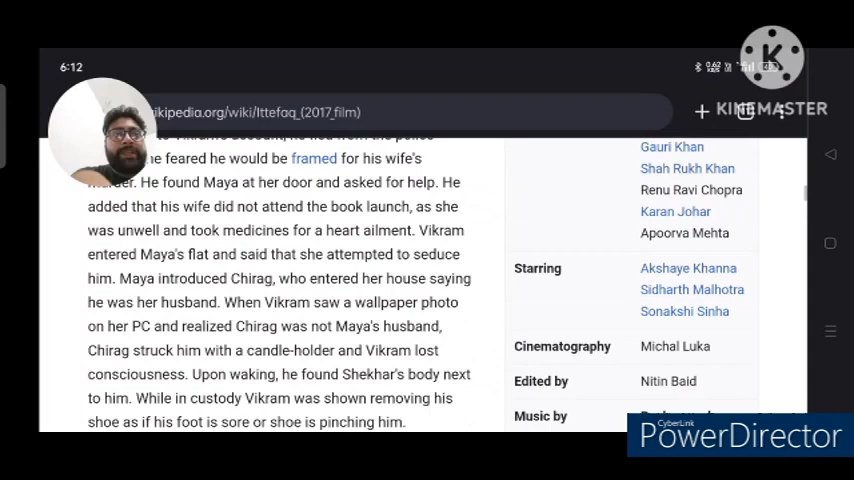 6:12
KINEMASTER
wikipedia.org/wiki/Ittefaq_(2017_film)
he feared he would be framed for his wife's
murder. He found Maya at her door and asked for help. He
added that his wife did not attend the book launch, as she
was unwell and took medicines for a heart ailment. Vikram
entered Maya's flat and said that she attempted to seduce
him. Maya introduced Chirag, who entered her house saying
he was her husband. When Vikram saw a wallpaper photo
on her PC and realized Chirag was not Maya's husband,
Chirag struck him with a candle-holder and Vikram lost
consciousness. Upon waking, he found Shekhar's body next
to him. While in custody Vikram was shown removing his
shoe as if his foot is sore or shoe is pinching him.
Gauri Khan
Shah Rukh Khan
Renu Ravi Chopra
Karan Johar
Apoorva Mehta
Starring
Akshaye Khanna
Sidharth Malhotra
Sonakshi Sinha
Cinematography
Michal Luka
Edited by
Nitin Baid
Music by
CyberLink
PowerDirector